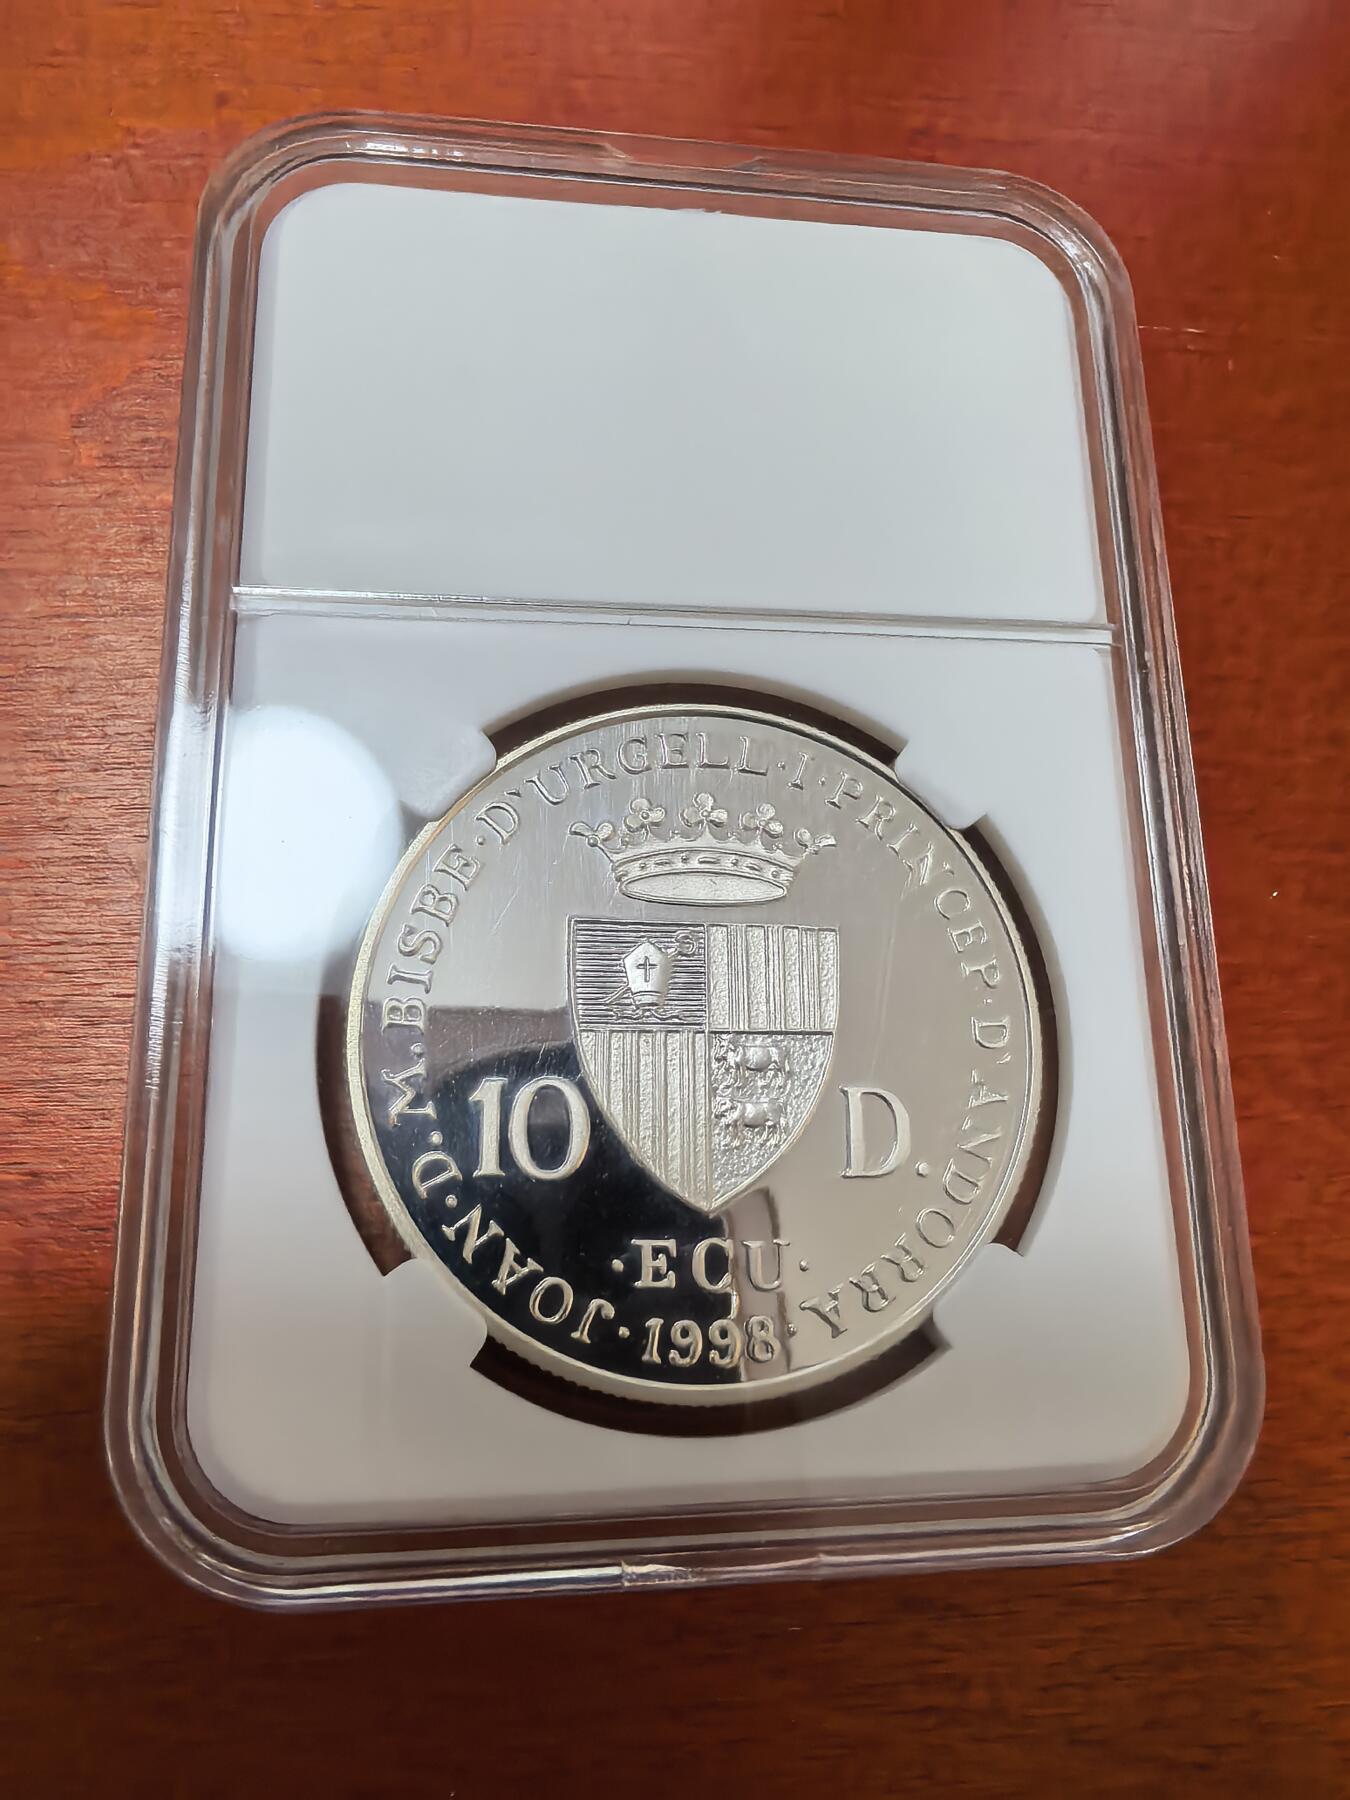 JOAN·D·M·BISBE·D'URGELL·I·PRINCEP·D'ANDORRA
10 D.
·ECU·
·1998·